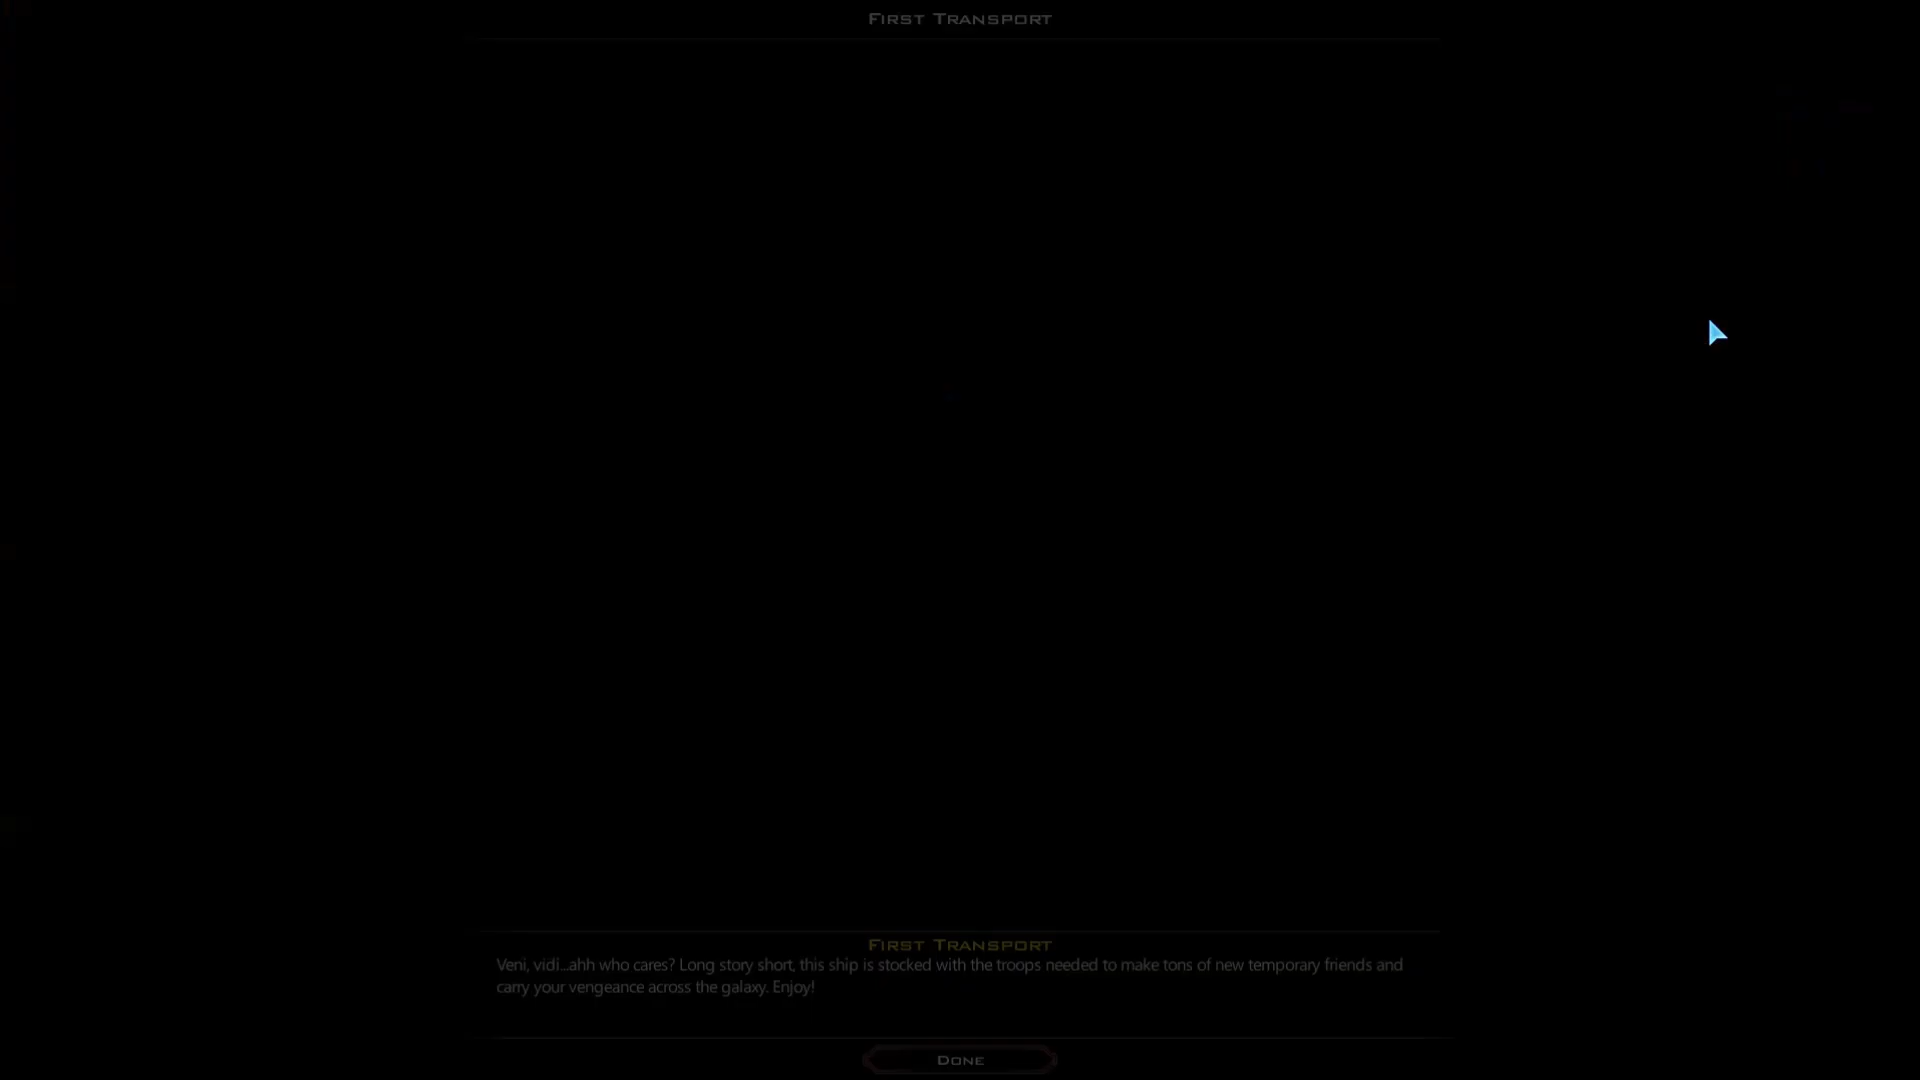 First Transport
First Transport
Veni, vidi...ahh who cares? Long story short, this ship is stocked with the troops needed to make tons of new temporary friends and
carry your vengeance across the galaxy. Enjoy!
Done